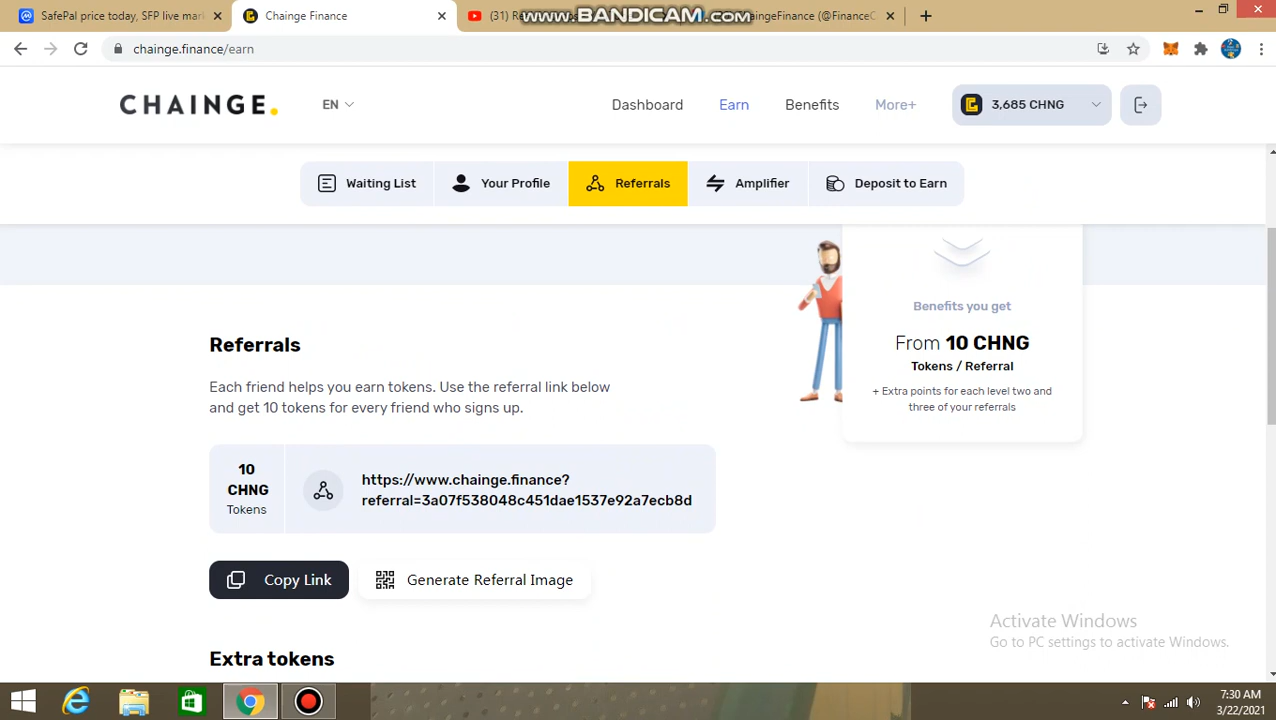 SafePal price today, SFP live mark
Chainge Finance
(31) R
www.BANDICAM.com
aingeFinance (@FinanceC
chainge.finance/earn
CHAINGE.
EN
Dashboard
Earn
Benefits
More+
3,685 CHNG
Waiting List
Your Profile
Referrals
Amplifier
Deposit to Earn
Benefits you get
From 10 CHNG
Tokens / Referral
+ Extra points for each level two and
three of your referrals
Referrals
Each friend helps you earn tokens. Use the referral link below
and get 10 tokens for every friend who signs up.
10
CHNG
Tokens
https://www.chainge.finance?
referral=3a07f538048c451dae1537e92a7ecb8d
Copy Link
Generate Referral Image
Extra tokens
Activate Windows
Go to PC settings to activate Windows.
7:30 AM
3/22/2021